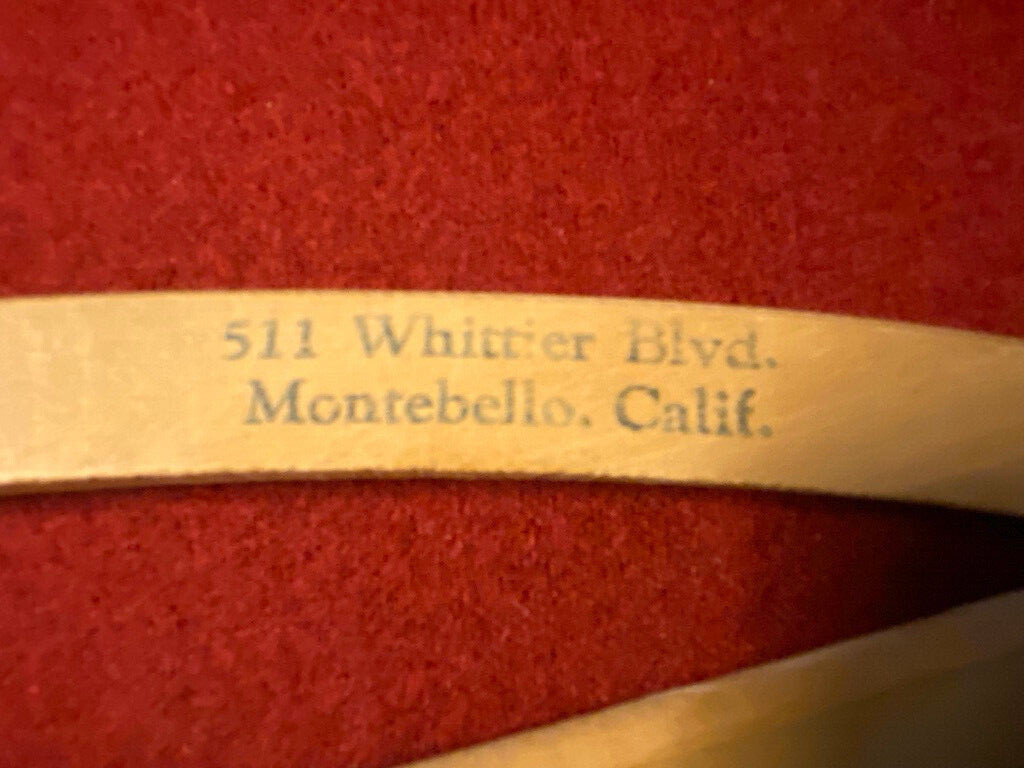 511 Whittier Blvd.
Montebello. Calif.